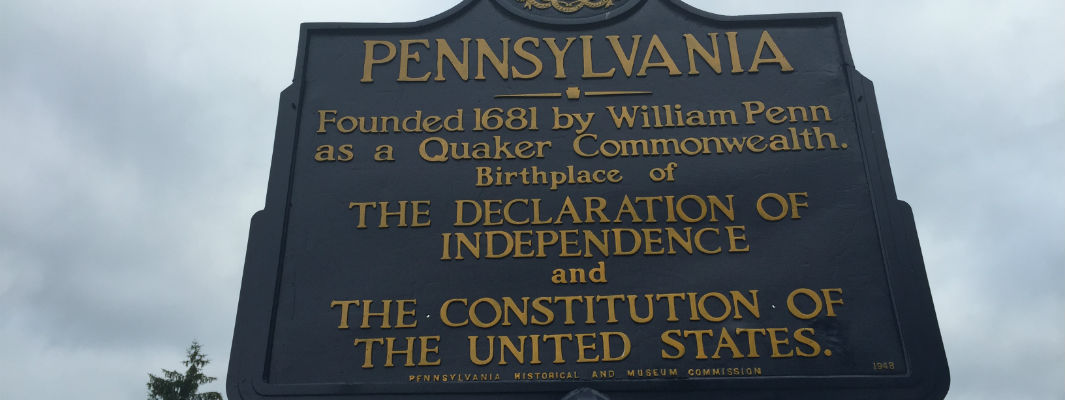 PENNSYLVANIA
Founded 1681 by William Penn
as a Quaker Commonwealth.
Birthplace of
THE DECLARATION OF
INDEPENDENCE
and
THE CONSTITUTION OF
THE UNITED STATES.
PENNSYLVANIA HISTORICAL AND MUSEUM COMMISSION
1948